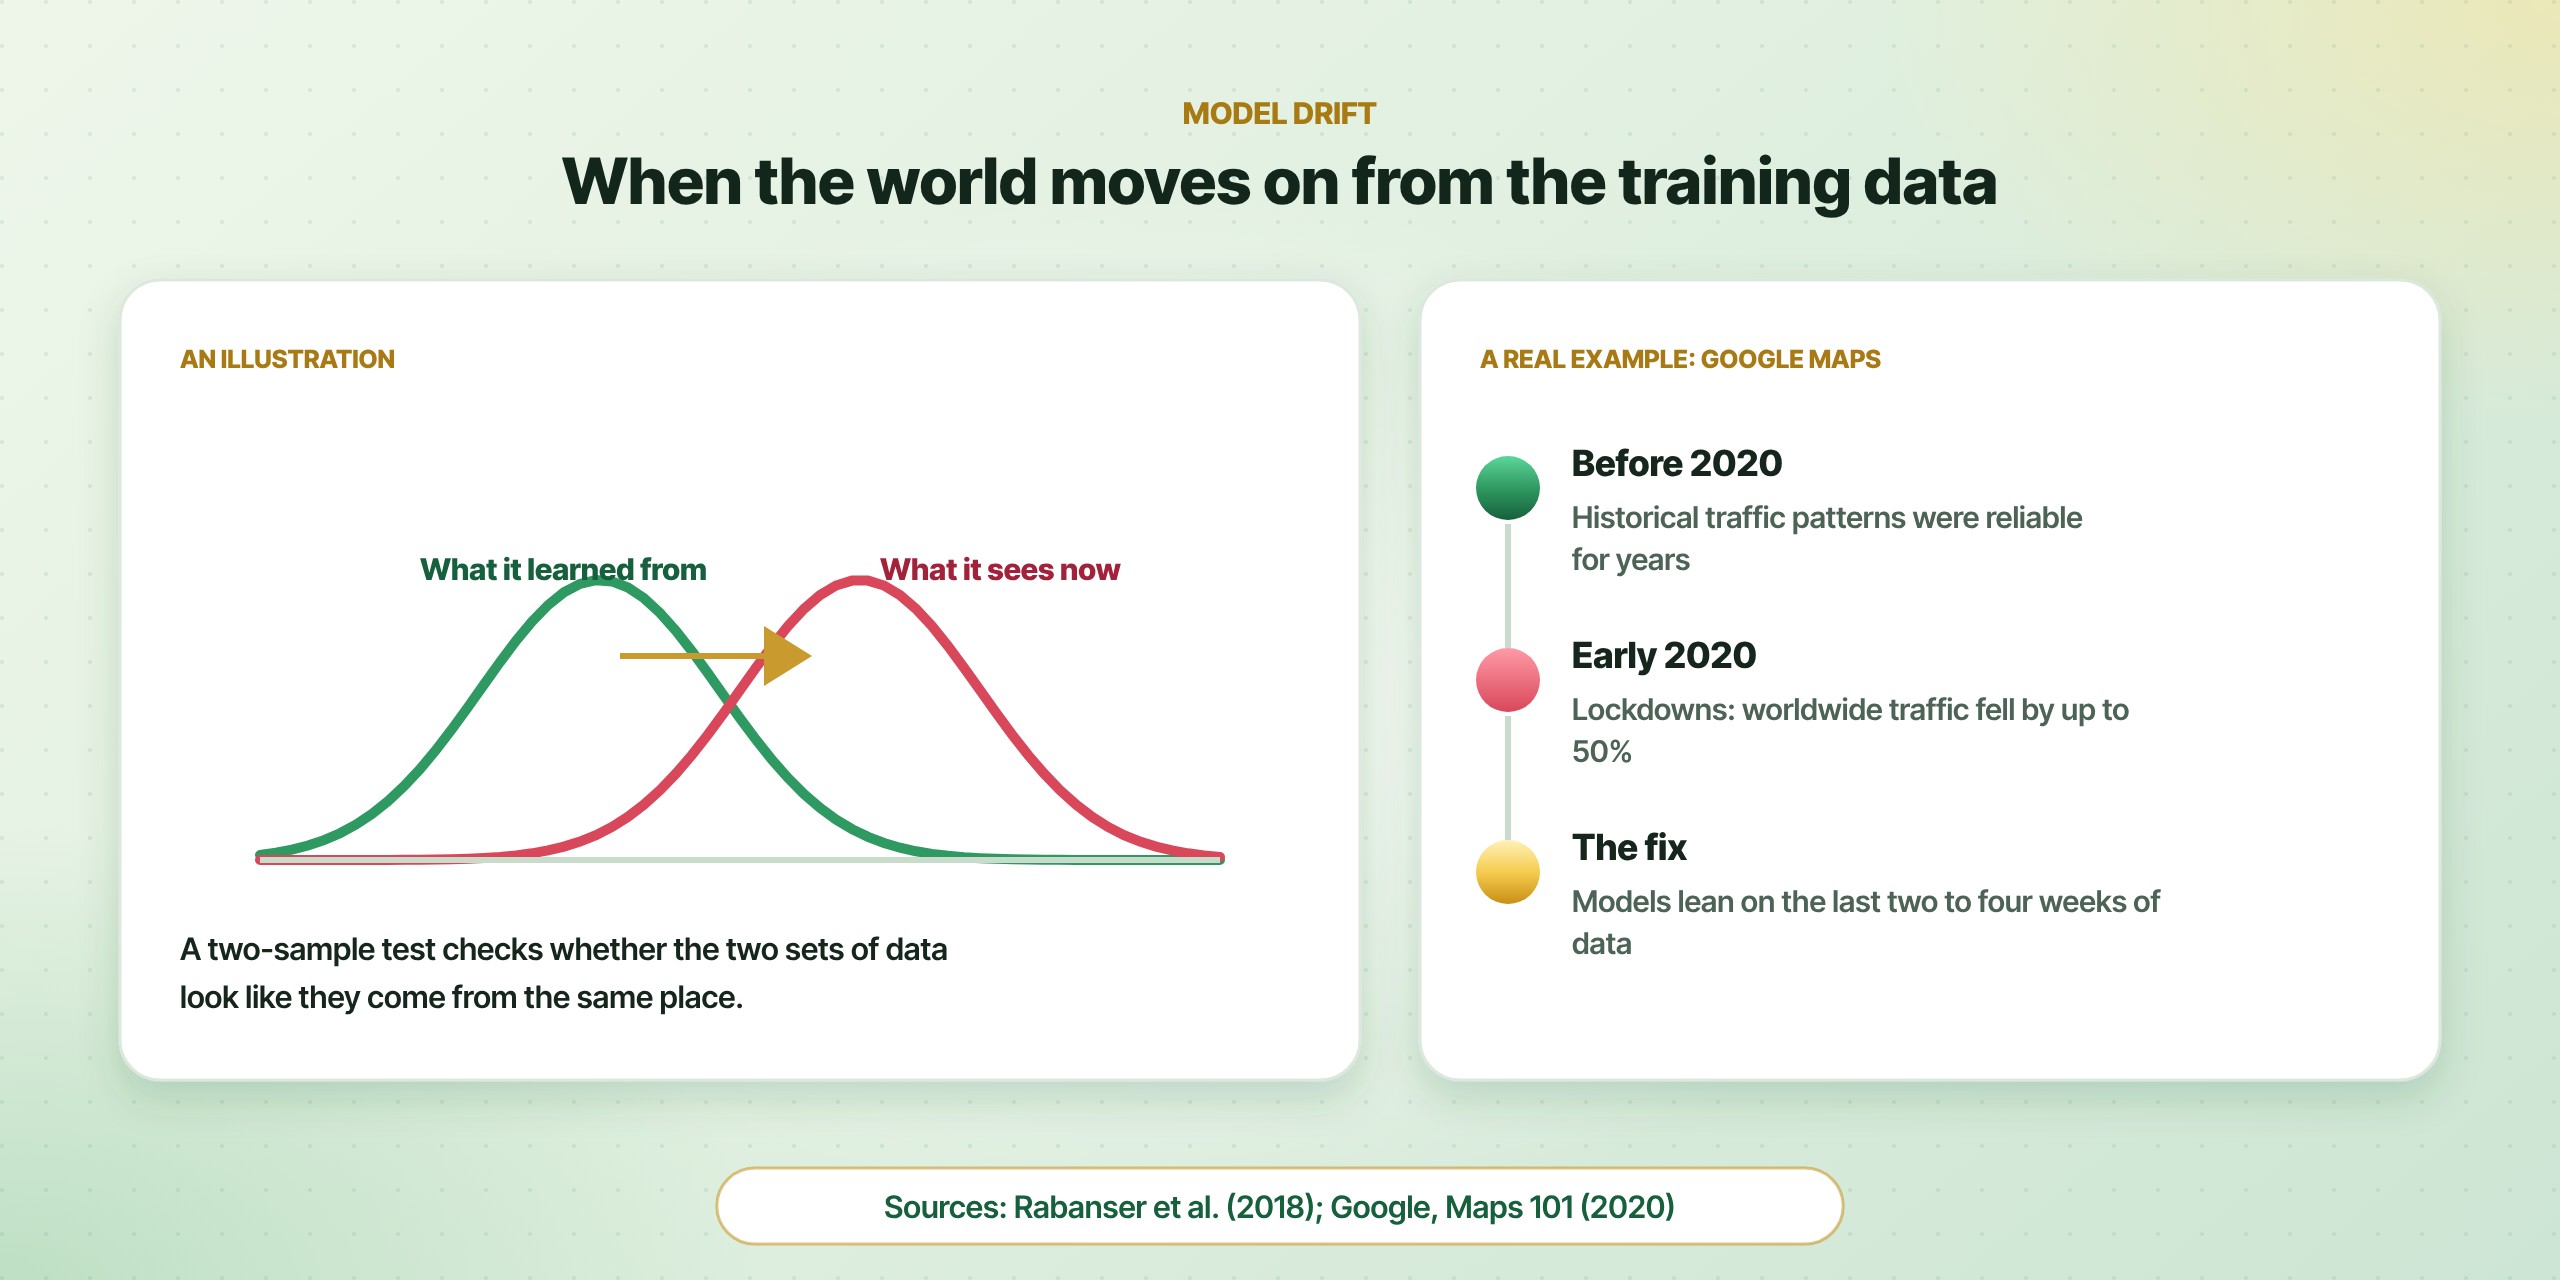 MODEL DRIFT
When the world moves on from the training data
AN ILLUSTRATION
What it learned from
What it sees now
A two-sample test checks whether the two sets of data
look like they come from the same place.
A REAL EXAMPLE: GOOGLE MAPS
Before 2020
Historical traffic patterns were reliable
for years
Early 2020
Lockdowns: worldwide traffic fell by up to
50%
The fix
Models lean on the last two to four weeks of
data
Sources: Rabanser et al. (2018); Google, Maps 101 (2020)